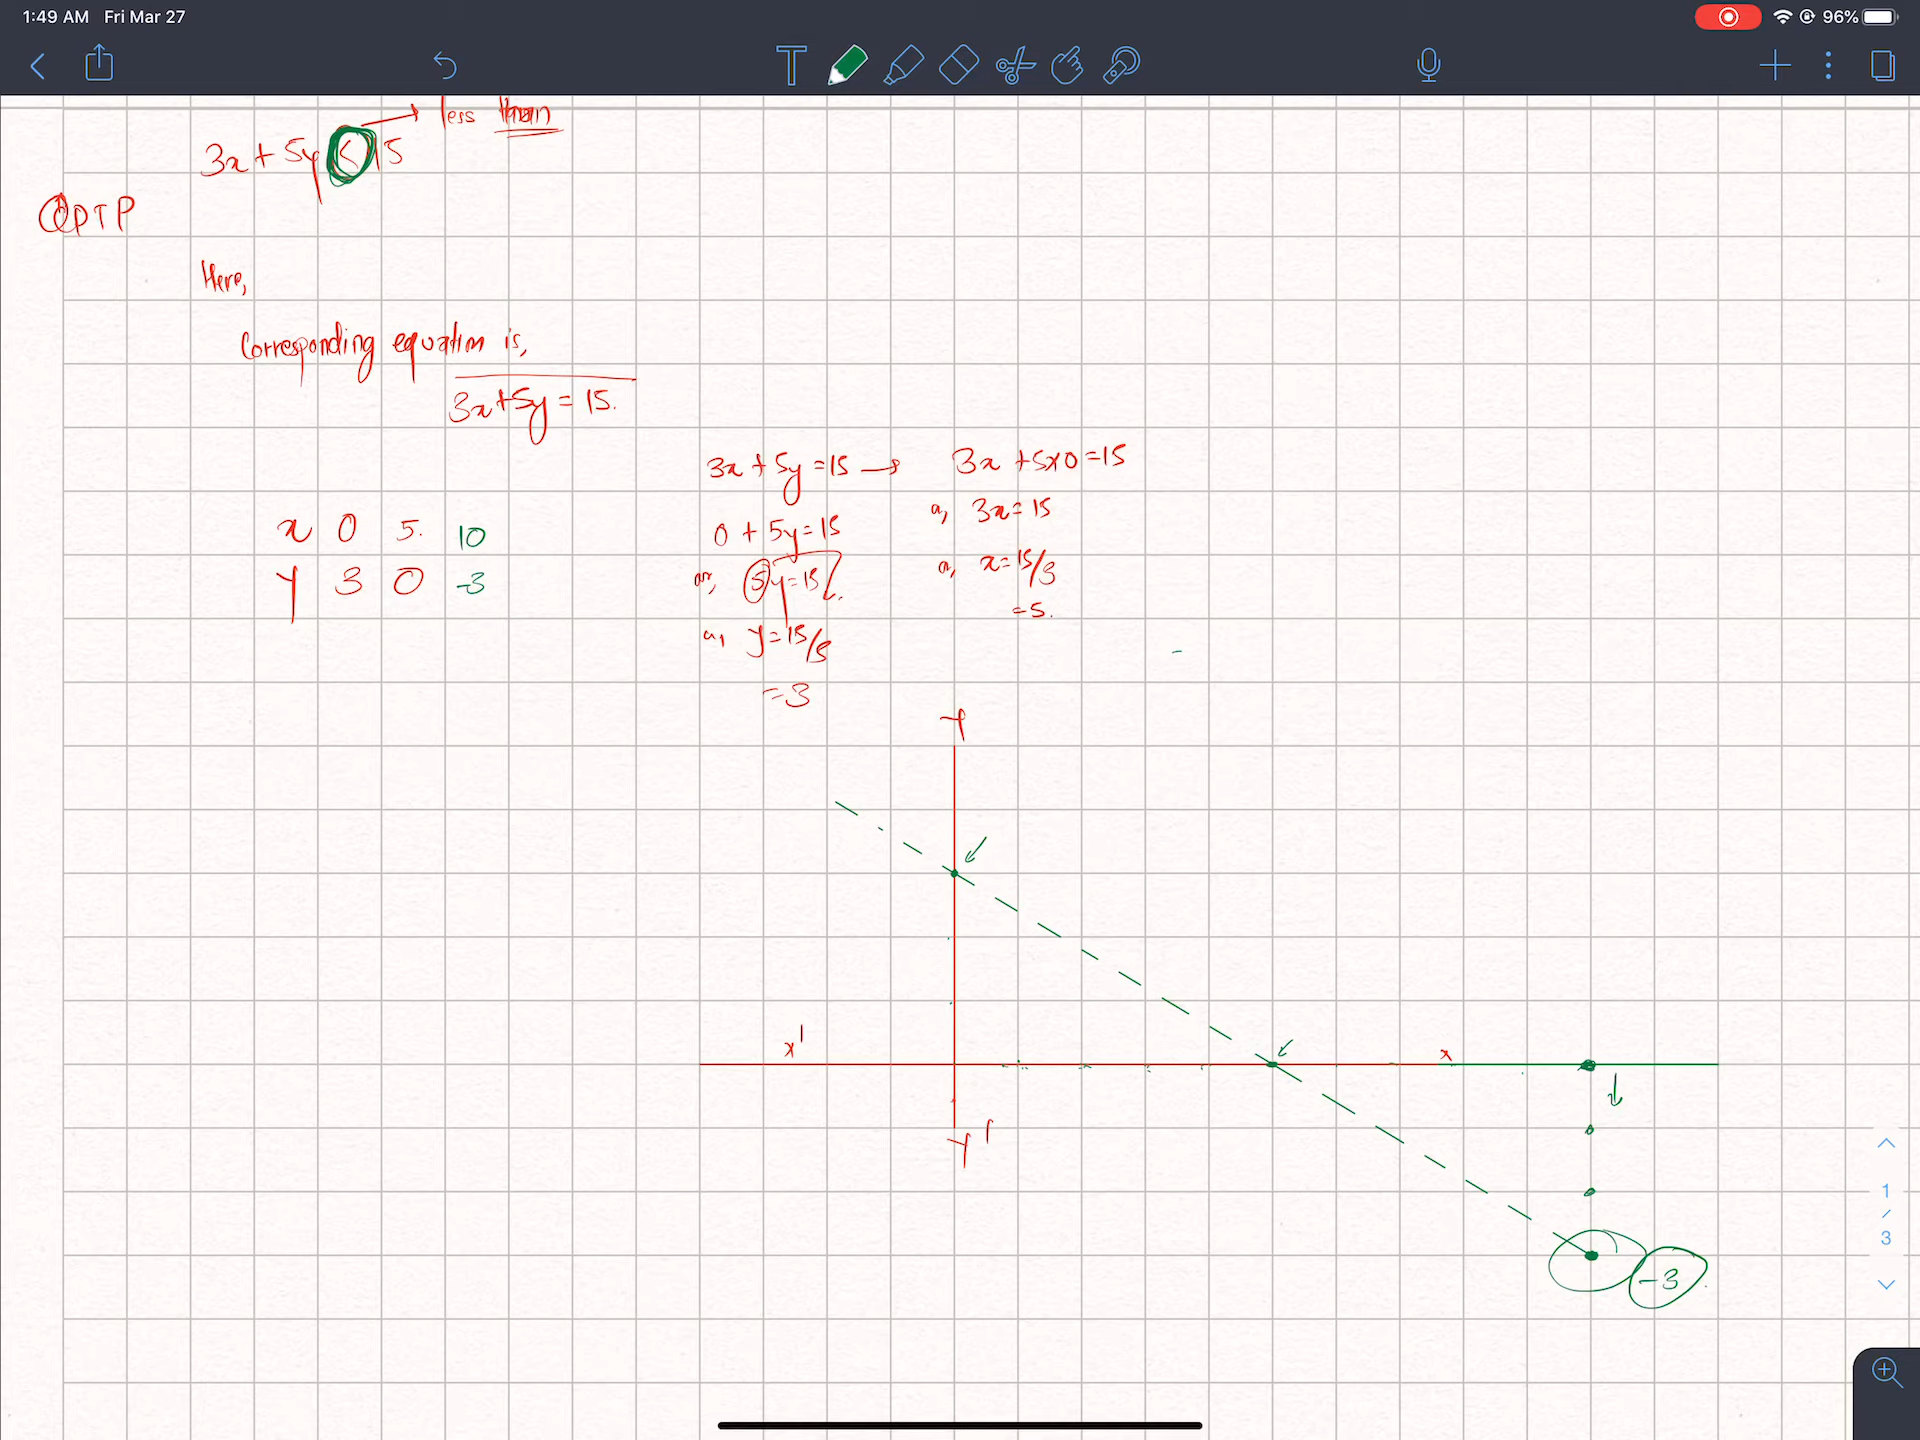 1:49 AM Fri Mar 27
96%
less than
3x + 5y < 15
PTP
Here,
Corresponding equation is,
3x+5y = 15.
3x + 5y = 15 → 3x + 5x0 = 15
0 + 5y = 15
or, 3x = 15
or, 5y = 15
or, x = 15/3
= 5.
or, y = 15/5
= 3
x 0 5. 10
y 3 0 -3
Y
x'
x
Y'
-3
1
/
3